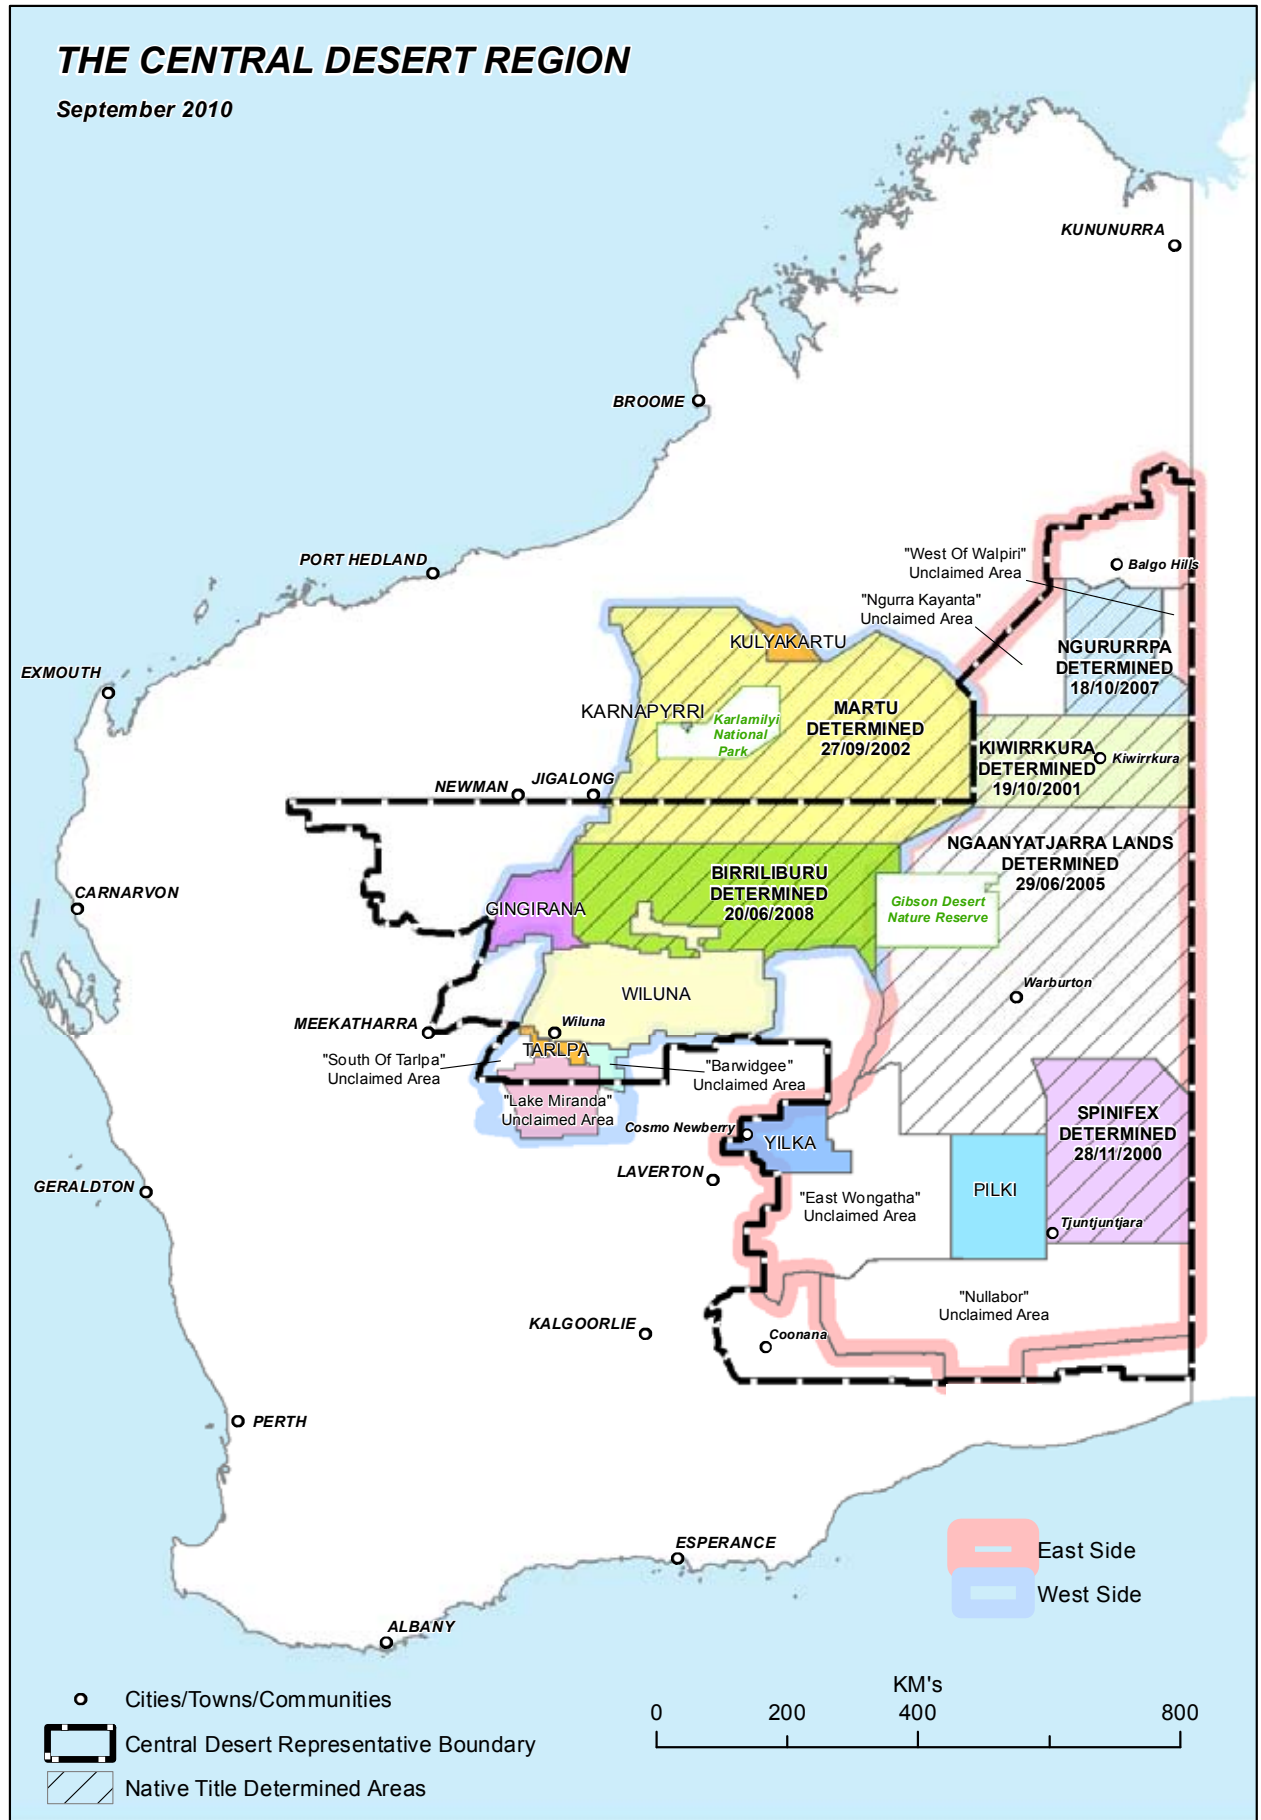 THE CENTRAL DESERT REGION
September 2010
KUNUNURRA
BROOME
PORT HEDLAND
"West Of Walpiri"
Unclaimed Area
Balgo Hills
"Ngurra Kayanta"
Unclaimed Area
KULYAKARTU
NGURURRPA
DETERMINED
18/10/2007
EXMOUTH
KARNAPYRRI
Karlamilyi
National
Park
MARTU
DETERMINED
27/09/2002
KIWIRRKURA
DETERMINED
19/10/2001
Kiwirrkura
NEWMAN
JIGALONG
NGAANYATJARRA LANDS
DETERMINED
29/06/2005
BIRRILIBURU
DETERMINED
20/06/2008
CARNARVON
GINGIRANA
Gibson Desert
Nature Reserve
WILUNA
Warburton
MEEKATHARRA
Wiluna
TARLPA
"South Of Tarlpa"
Unclaimed Area
"Barwidgee"
Unclaimed Area
"Lake Miranda"
Unclaimed Area
Cosmo Newberry
YILKA
SPINIFEX
DETERMINED
28/11/2000
LAVERTON
GERALDTON
"East Wongatha"
Unclaimed Area
PILKI
Tjuntjuntjara
"Nullabor"
Unclaimed Area
KALGOORLIE
Coonana
PERTH
ESPERANCE
East Side
West Side
ALBANY
Cities/Towns/Communities
Central Desert Representative Boundary
Native Title Determined Areas
KM's
0 200 400 800